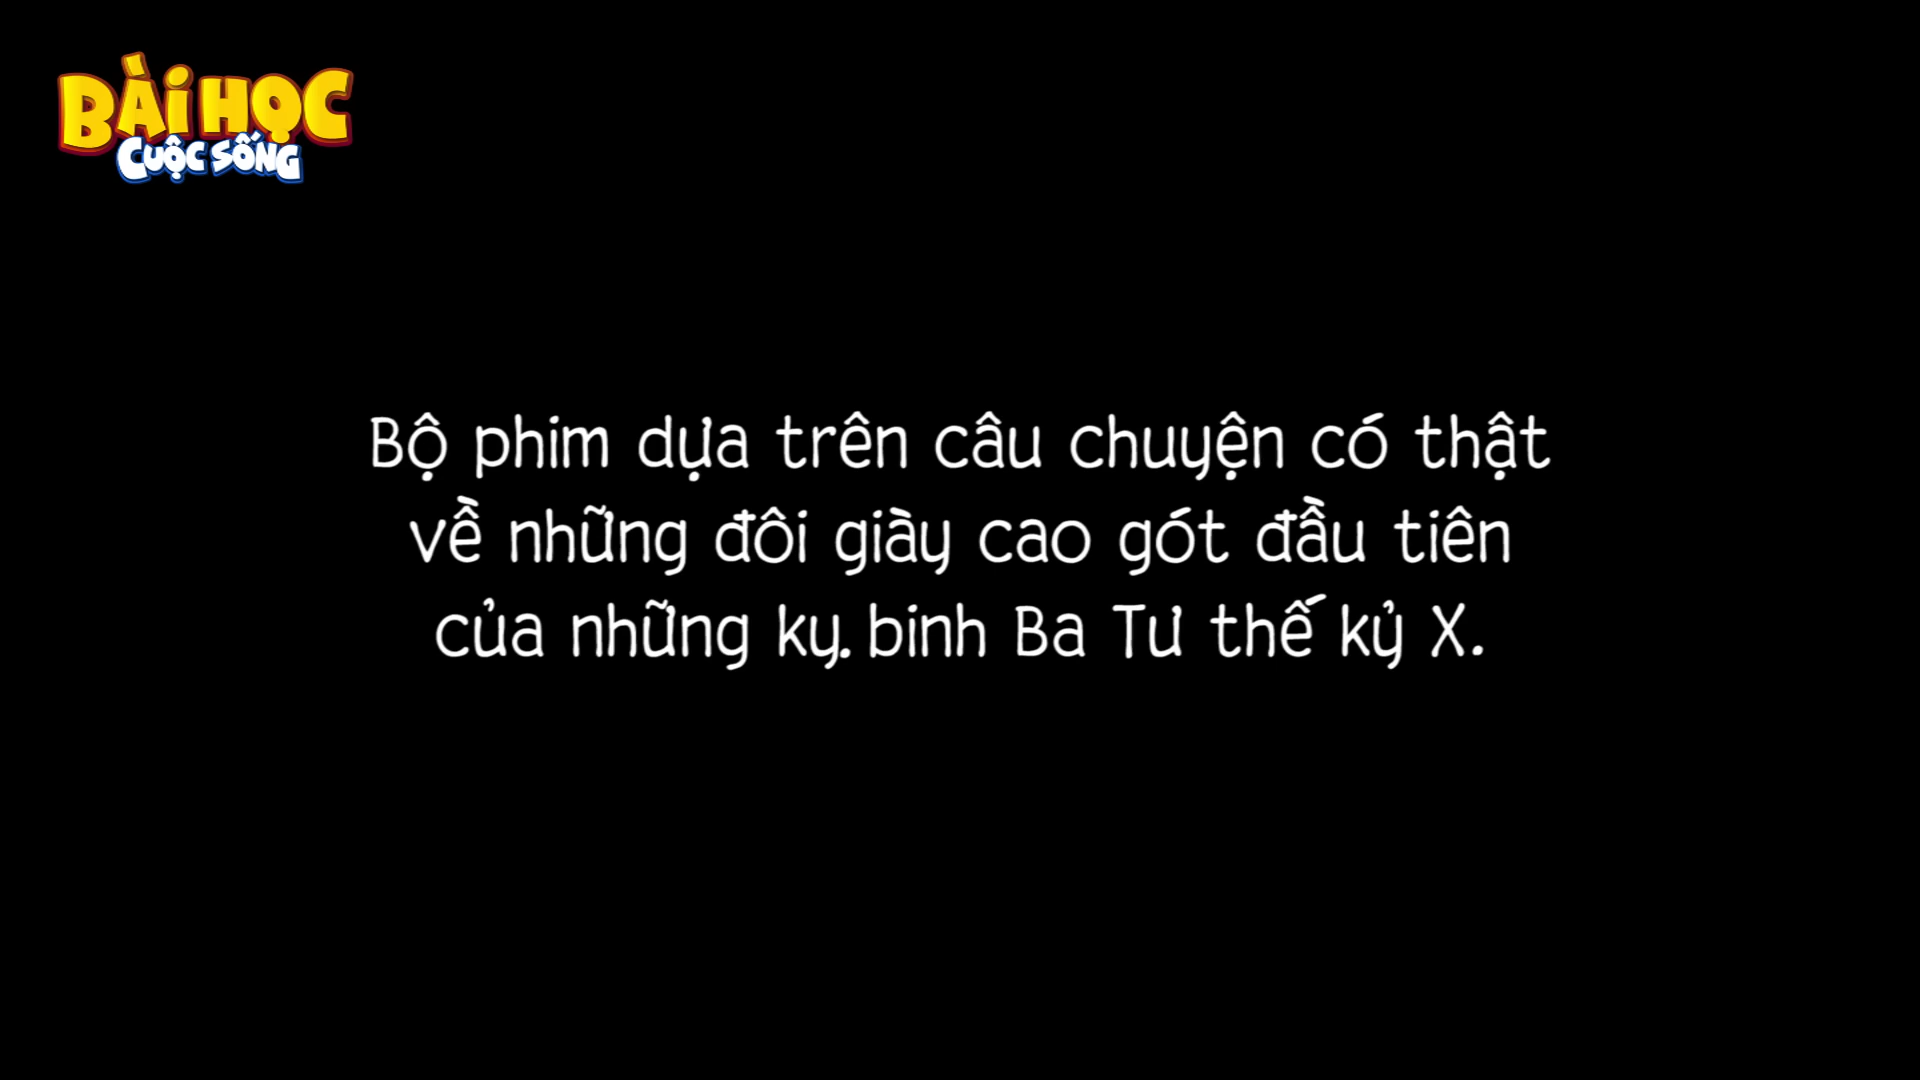 BÀI HỌC
CUỘC SỐNG
Bộ phim dựa trên câu chuyện có thật
về những đôi giày cao gót đầu tiên
của những kỵ binh Ba Tư thế kỷ X.